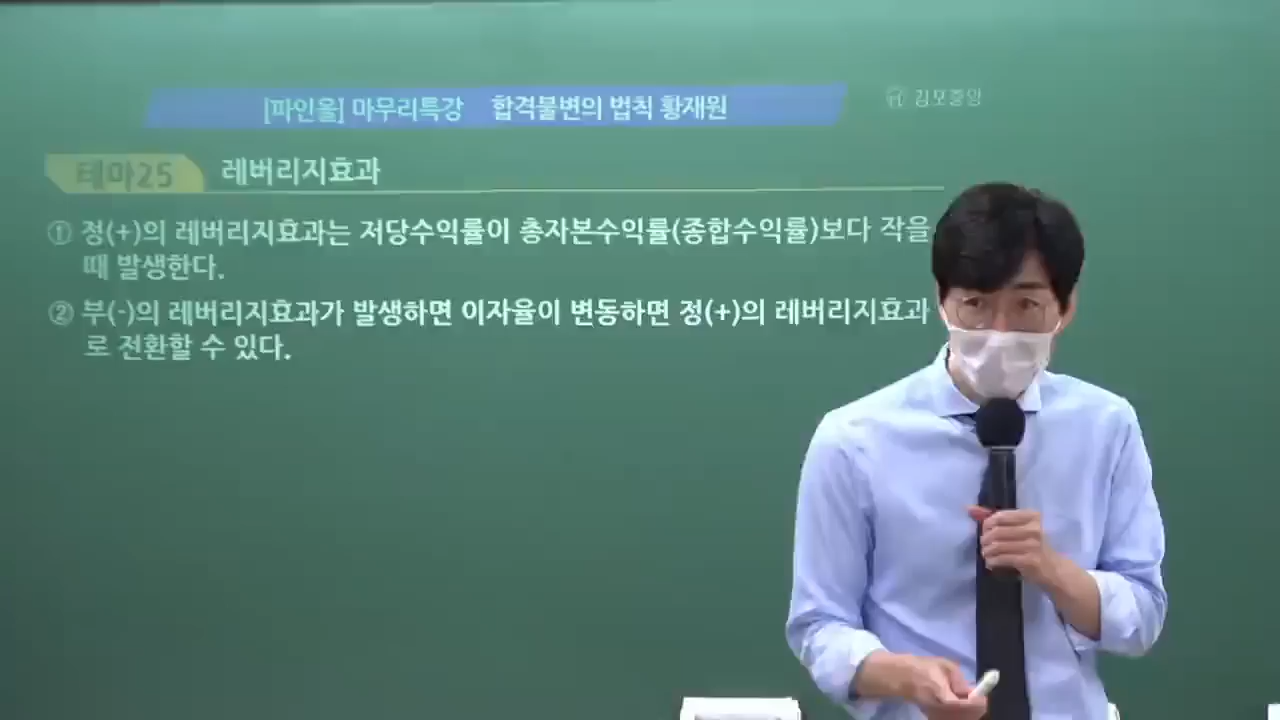 [파인올] 마무리특강 합격불변의 법칙 황재원
김포중앙
테마25 레버리지효과
① 정(+)의 레버리지효과는 저당수익률이 총자본수익률(종합수익률)보다 작을
때 발생한다.
② 부(-)의 레버리지효과가 발생하면 이자율이 변동하면 정(+)의 레버리지효과
로 전환할 수 있다.